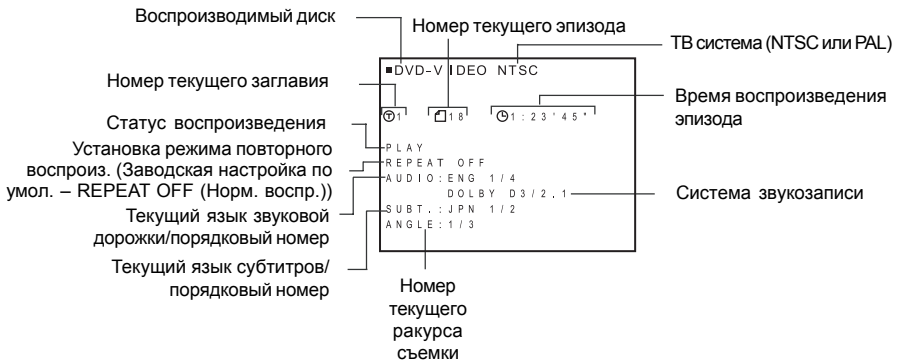 Воспроизводимый диск
Номер текущего эпизода
ТВ система (NTSC или PAL)
Номер текущего заглавия
Время воспроизведения
эпизода
Статус воспроизведения
Установка режима повторного
воспроиз. (Заводская настройка по
умол. – REPEAT OFF (Норм. воспр.))
Текущий язык звуковой
дорожки/порядковый номер
Текущий язык субтитров/
порядковый номер
■DVD-VIDEO NTSC
Ⓣ1 18 1:23'45"
PLAY
REPEAT OFF
AUDIO:ENG 1/4
DOLBY D3/2.1
SUBT.:JPN 1/2
ANGLE:1/3
Система звукозаписи
Номер
текущего
ракурса
съемки